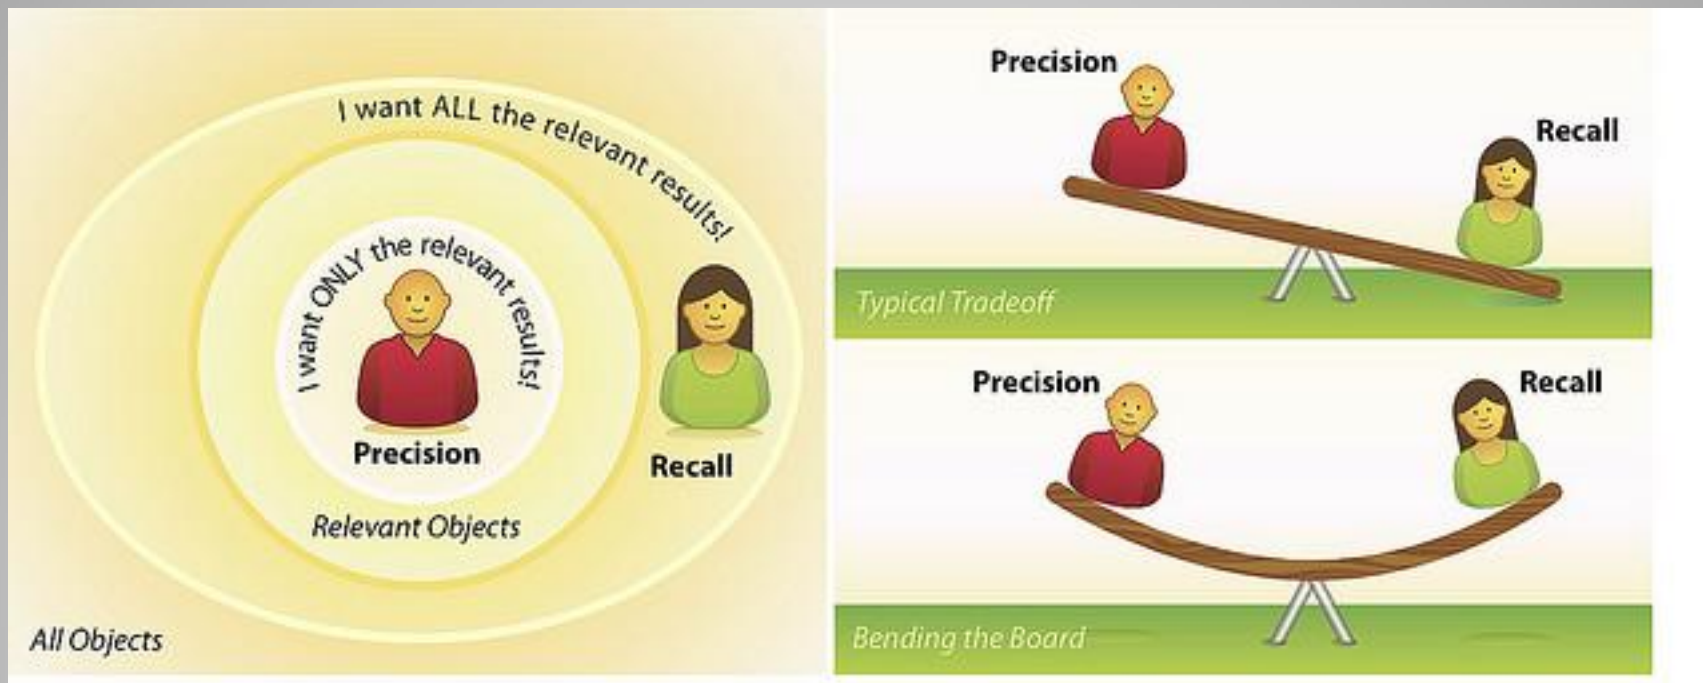 I want ALL the relevant results!
I want ONLY the relevant results!
Precision
Recall
Relevant Objects
All Objects
Precision
Recall
Typical Tradeoff
Precision
Recall
Bending the Board